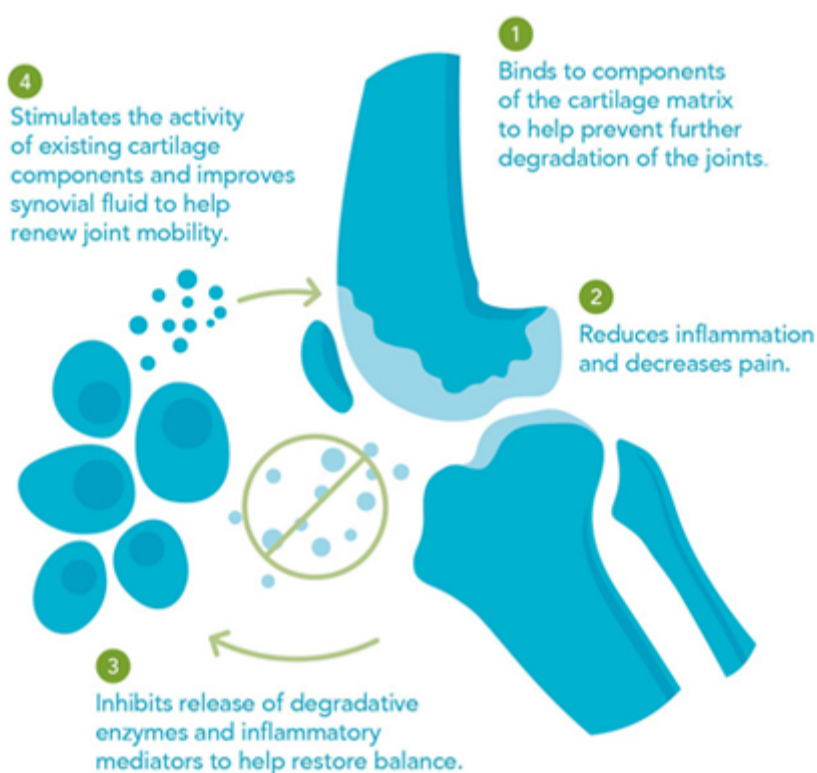 1
Binds to components
of the cartilage matrix
to help prevent further
degradation of the joints.
2
Reduces inflammation
and decreases pain.
3
Inhibits release of degradative
enzymes and inflammatory
mediators to help restore balance.
4
Stimulates the activity
of existing cartilage
components and improves
synovial fluid to help
renew joint mobility.